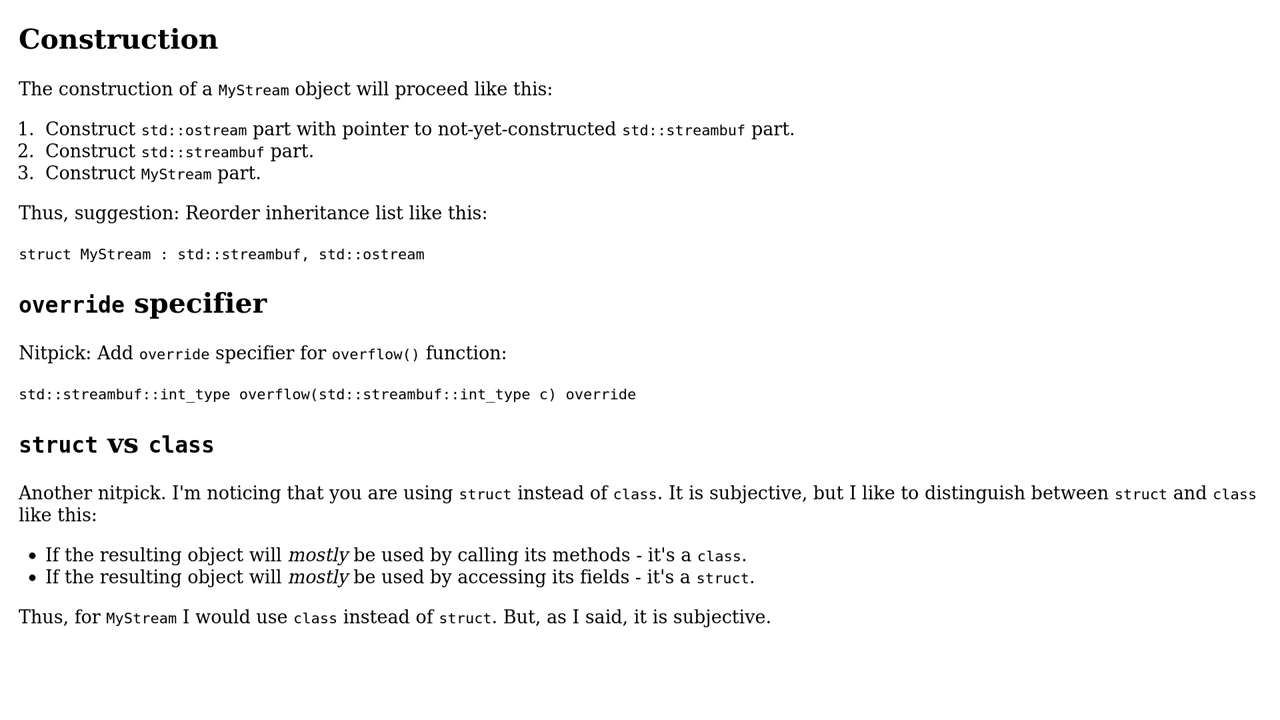 Construction
The construction of a MyStream object will proceed like this:
1. Construct std::ostream part with pointer to not-yet-constructed std::streambuf part.
2. Construct std::streambuf part.
3. Construct MyStream part.
Thus, suggestion: Reorder inheritance list like this:
struct MyStream : std::streambuf, std::ostream
override specifier
Nitpick: Add override specifier for overflow() function:
std::streambuf::int_type overflow(std::streambuf::int_type c) override
struct vs class
Another nitpick. I'm noticing that you are using struct instead of class. It is subjective, but I like to distinguish between struct and class
like this:
• If the resulting object will mostly be used by calling its methods - it's a class.
• If the resulting object will mostly be used by accessing its fields - it's a struct.
Thus, for MyStream I would use class instead of struct. But, as I said, it is subjective.